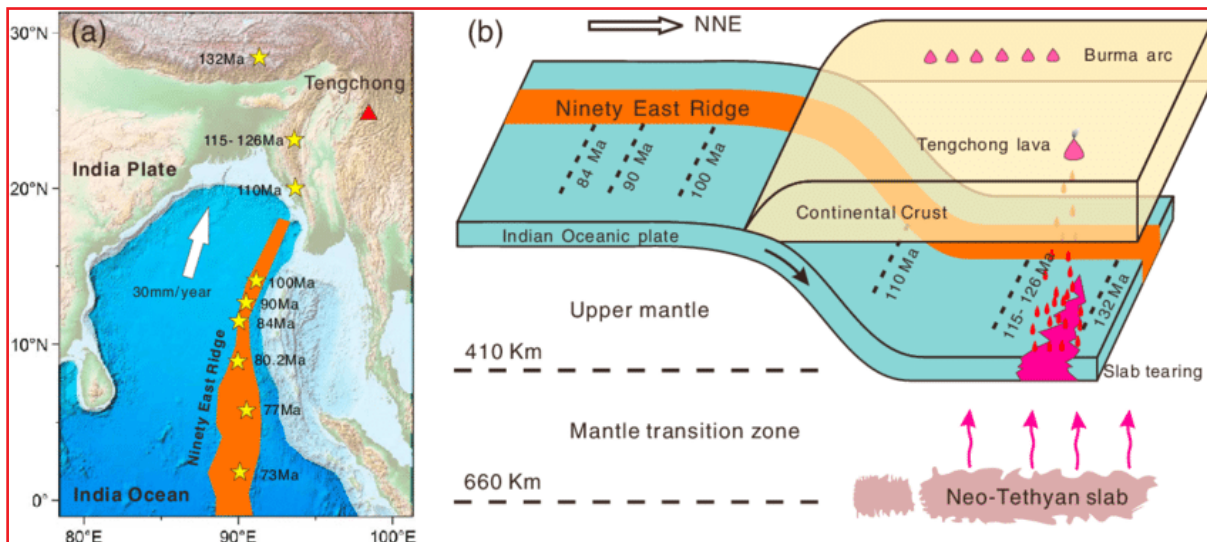 (a)
30°N
132Ma
Tengchong
115- 126Ma
India Plate
20°N
110Ma
30mm/year
100Ma
90Ma
84Ma
10°N
80.2Ma
Ninety East Ridge
77Ma
73Ma
0°
India Ocean
80°E
90°E
100°E
(b)
NNE
Burma arc
Ninety East Ridge
Tengchong lava
84 Ma
90 Ma
100 Ma
Continental Crust
Indian Oceanic plate
110 Ma
115- 126 Ma
132 Ma
Upper mantle
410 Km
Slab tearing
Mantle transition zone
660 Km
Neo-Tethyan slab